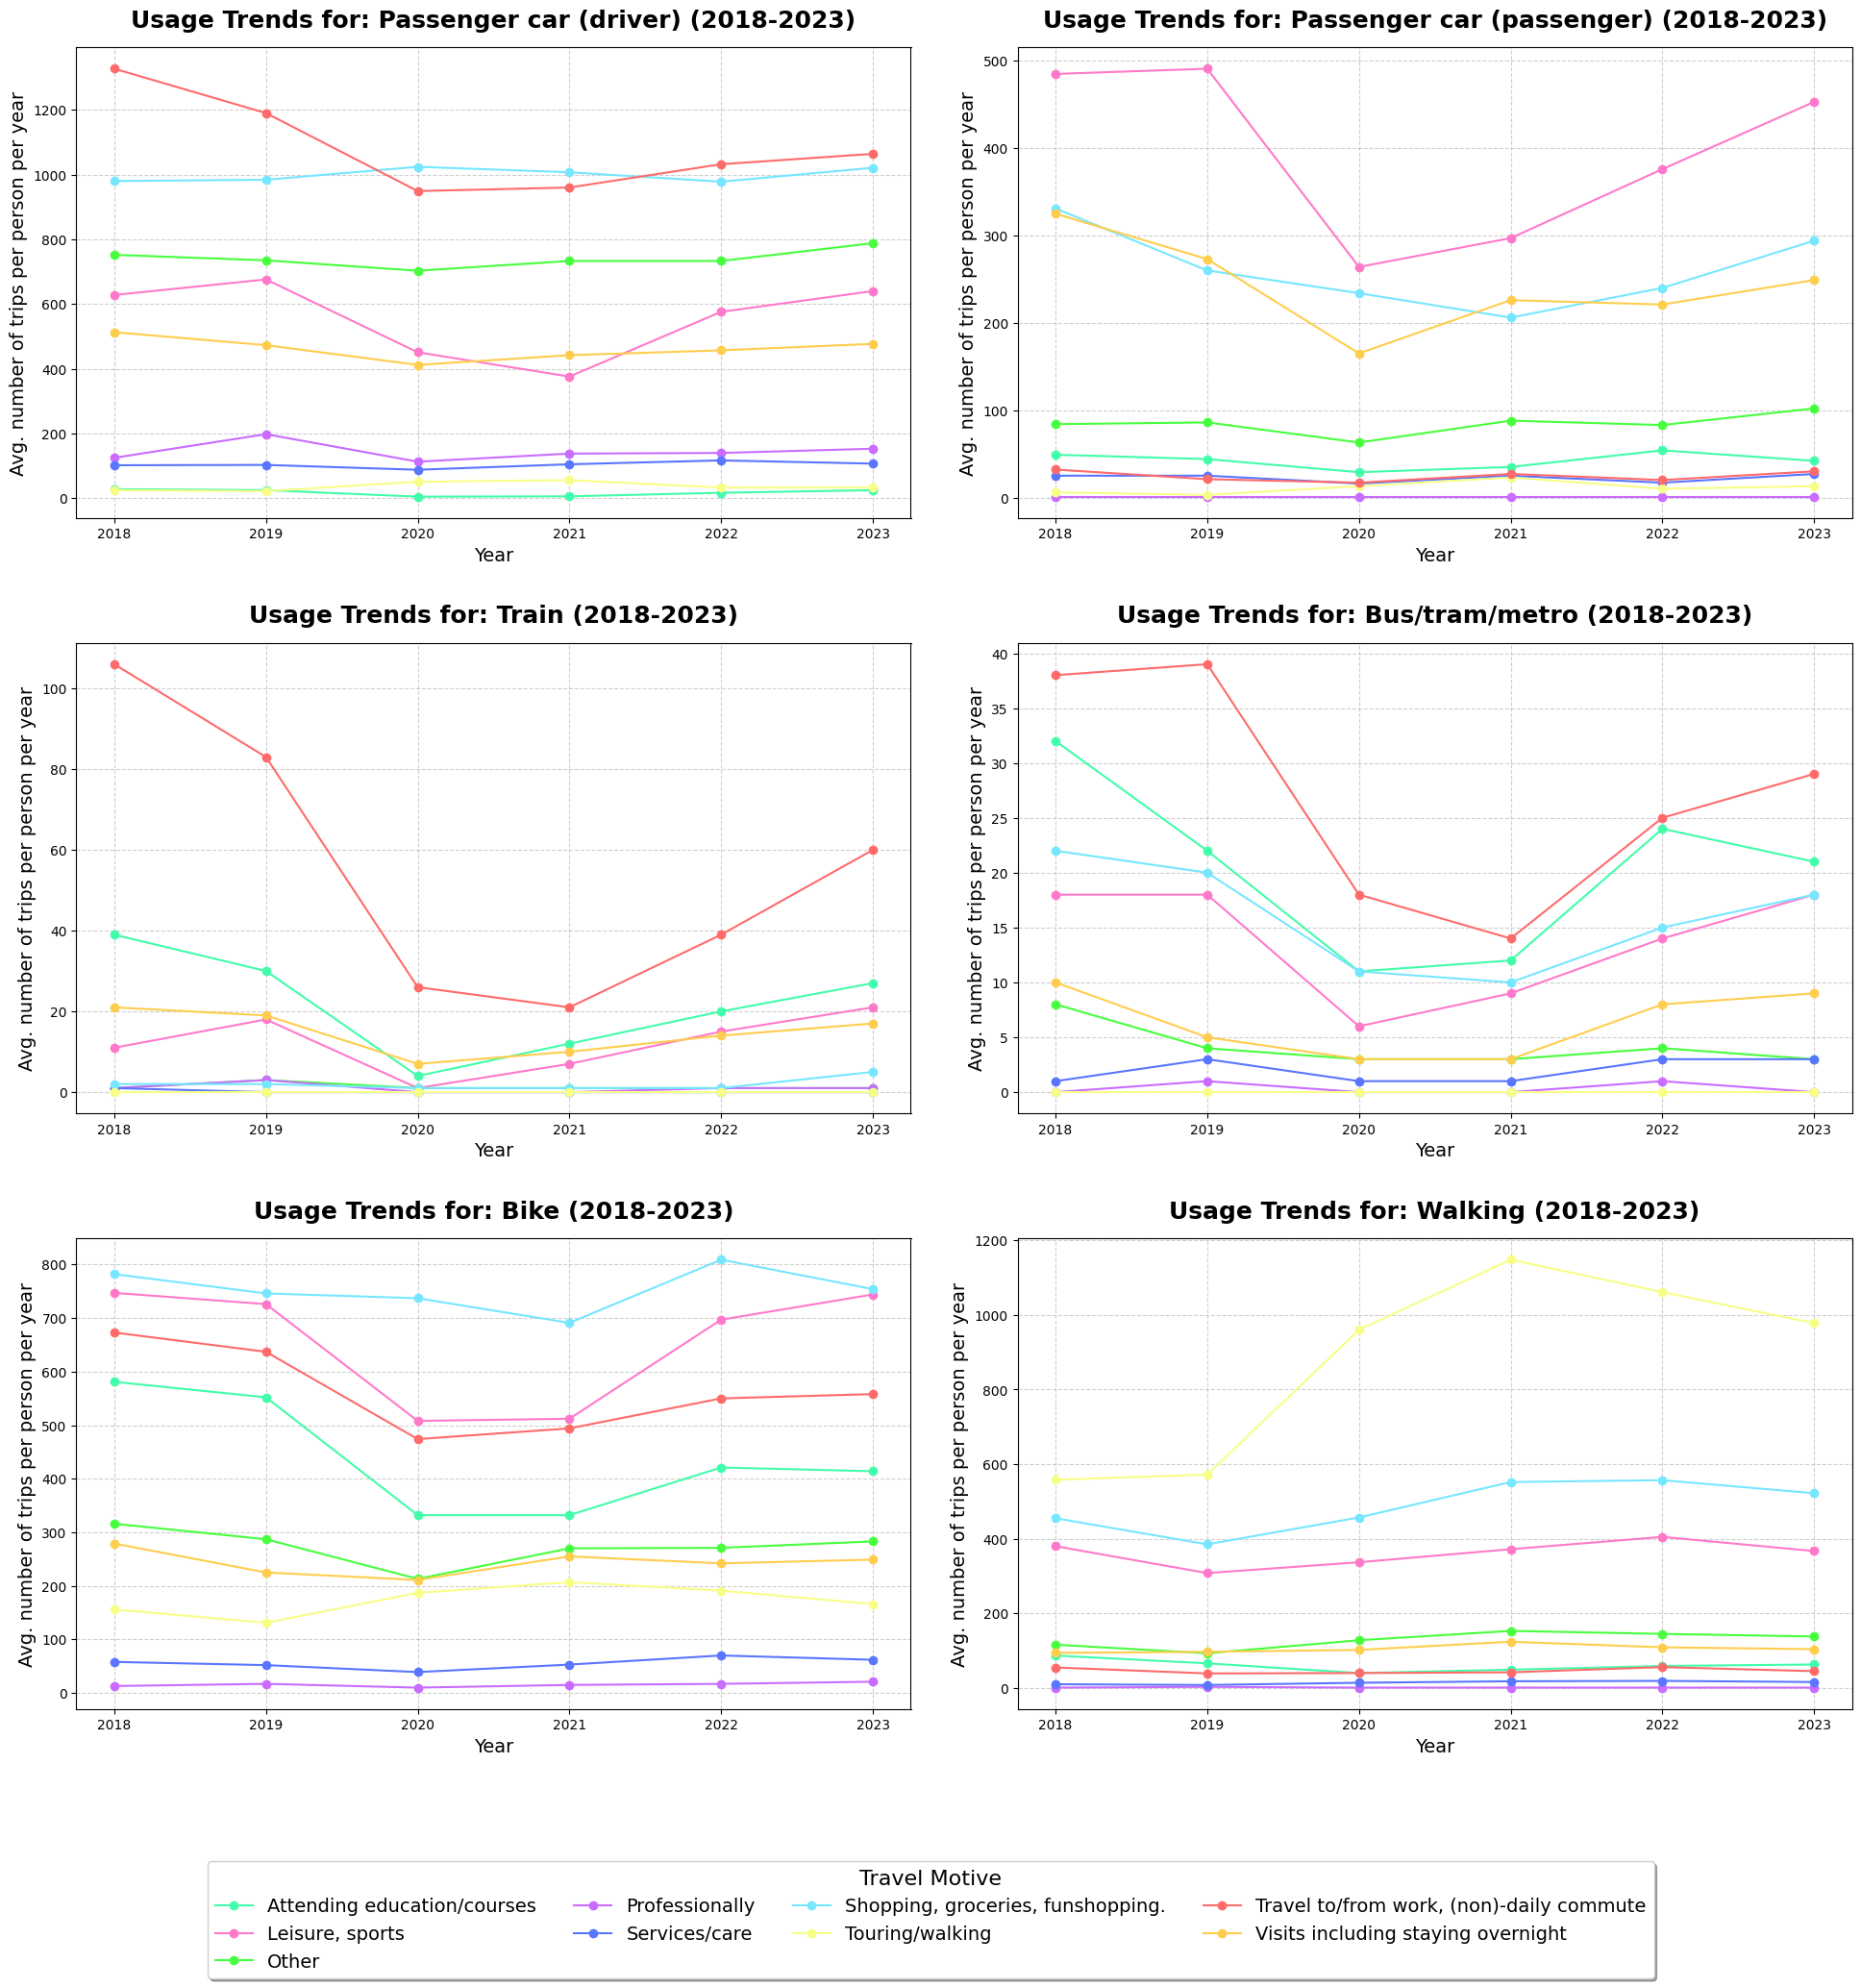 Usage Trends for: Passenger car (driver) (2018-2023)
Avg. number of trips per person per year
1200
1000
800
600
400
200
0
2018 2019 2020 2021 2022 2023
Year
Usage Trends for: Passenger car (passenger) (2018-2023)
Avg. number of trips per person per year
500
400
300
200
100
0
2018 2019 2020 2021 2022 2023
Year
Usage Trends for: Train (2018-2023)
Avg. number of trips per person per year
100
80
60
40
20
0
2018 2019 2020 2021 2022 2023
Year
Usage Trends for: Bus/tram/metro (2018-2023)
Avg. number of trips per person per year
40
35
30
25
20
15
10
5
0
2018 2019 2020 2021 2022 2023
Year
Usage Trends for: Bike (2018-2023)
Avg. number of trips per person per year
800
700
600
500
400
300
200
100
0
2018 2019 2020 2021 2022 2023
Year
Usage Trends for: Walking (2018-2023)
Avg. number of trips per person per year
1200
1000
800
600
400
200
0
2018 2019 2020 2021 2022 2023
Year
Travel Motive
Attending education/courses
Leisure, sports
Other
Professionally
Services/care
Shopping, groceries, funshopping.
Touring/walking
Travel to/from work, (non)-daily commute
Visits including staying overnight